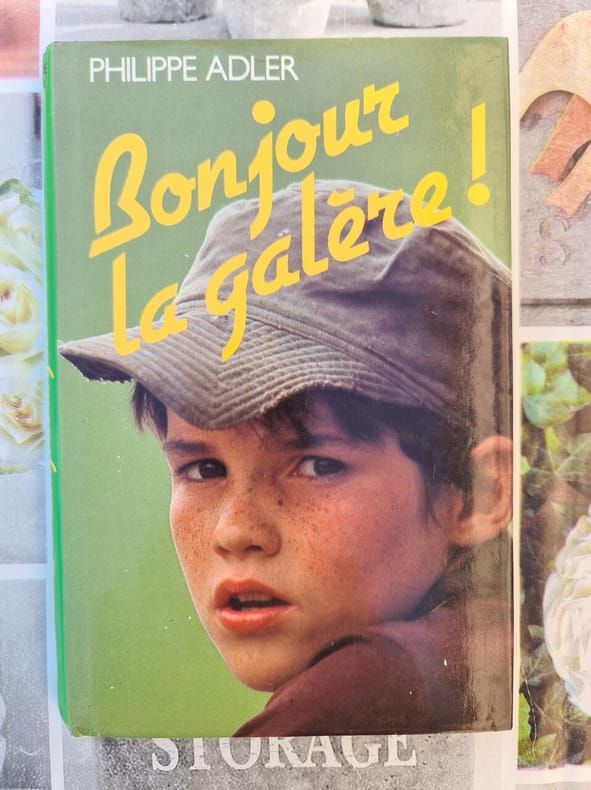 PHILIPPE ADLER
Bonjour
la galère !
STORAGE